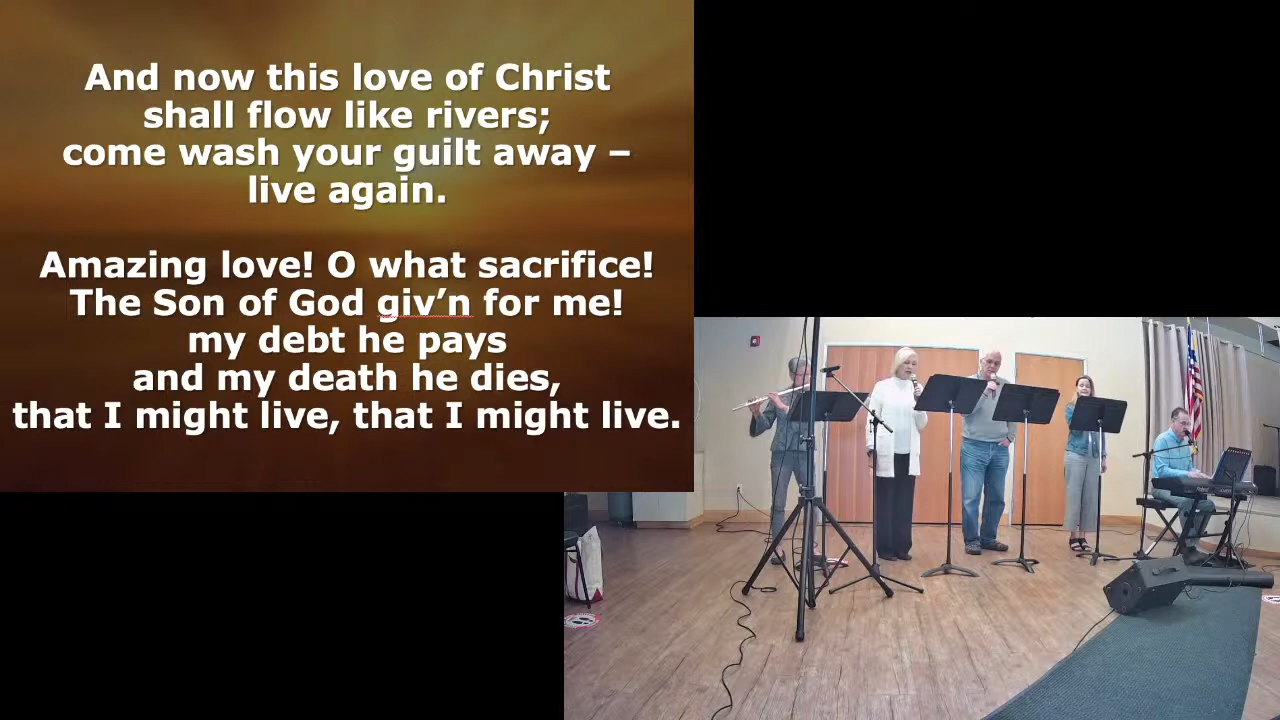 And now this love of Christ
shall flow like rivers;
come wash your guilt away –
live again.
Amazing love! O what sacrifice!
The Son of God giv’n for me!
my debt he pays
and my death he dies,
that I might live, that I might live.